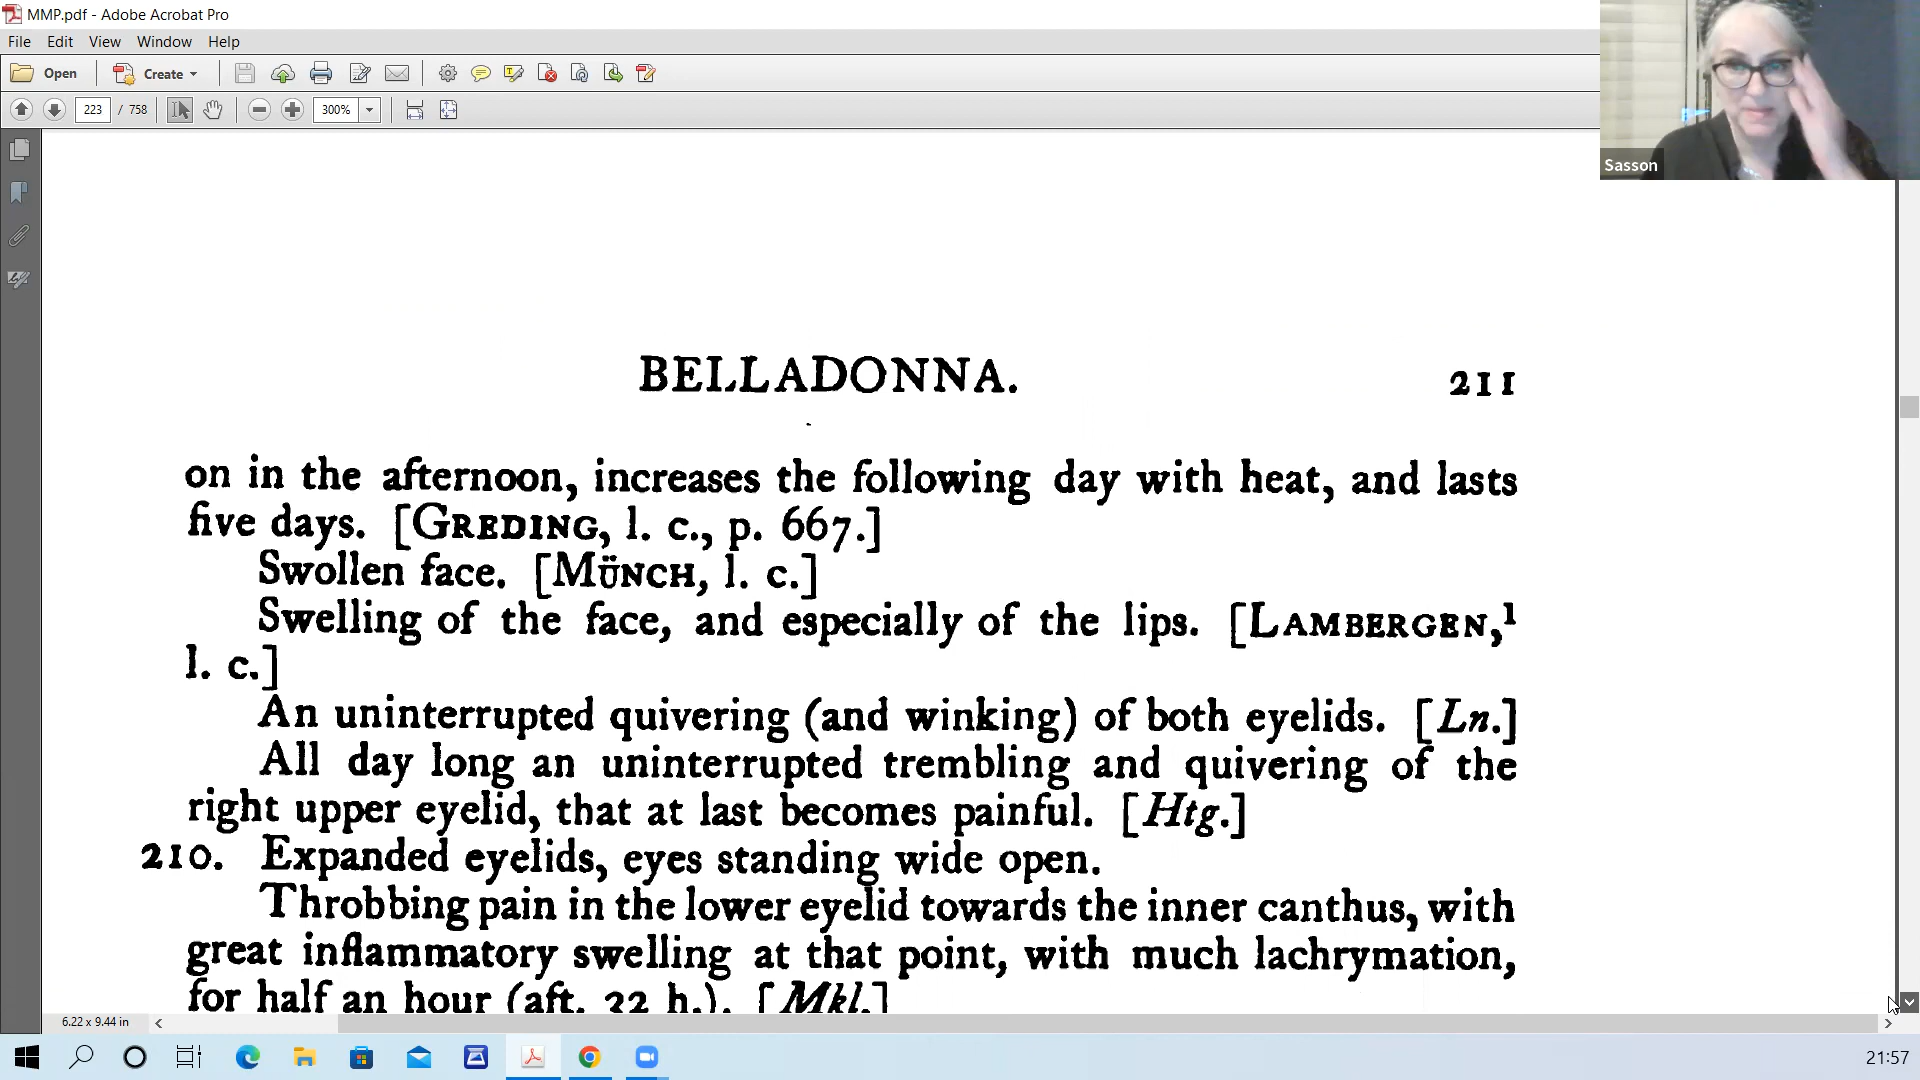 MMP.pdf - Adobe Acrobat Pro
File Edit View Window Help
Open Create
223 / 758 300%
Sasson
BELLADONNA. 211
on in the afternoon, increases the following day with heat, and lasts
five days. [GREDING, l. c., p. 667.]
Swollen face. [MÜNCH, l. c.]
Swelling of the face, and especially of the lips. [LAMBERGEN,¹
l. c.]
An uninterrupted quivering (and winking) of both eyelids. [Ln.]
All day long an uninterrupted trembling and quivering of the
right upper eyelid, that at last becomes painful. [Htg.]
210. Expanded eyelids, eyes standing wide open.
Throbbing pain in the lower eyelid towards the inner canthus, with
great inflammatory swelling at that point, with much lachrymation,
for half an hour (aft. 32 h.). [Mkl.]
6.22 x 9.44 in
21:57